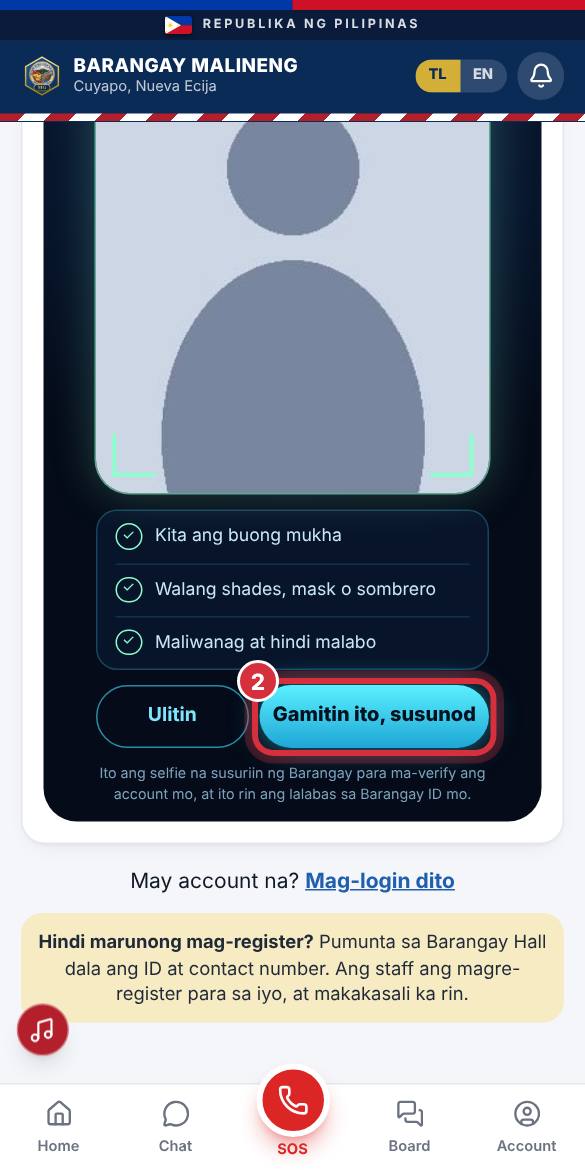 REPUBLIKA NG PILIPINAS
BARANGAY MALINENG
Cuyapo, Nueva Ecija
TL EN
Kita ang buong mukha
Walang shades, mask o sombrero
Maliwanag at hindi malabo
2
Ulitin
Gamitin ito, susunod
Ito ang selfie na susuriin ng Barangay para ma-verify ang
account mo, at ito rin ang lalabas sa Barangay ID mo.
May account na? Mag-login dito
Hindi marunong mag-register? Pumunta sa Barangay Hall
dala ang ID at contact number. Ang staff ang magre-
register para sa iyo, at makakasali ka rin.
Home Chat SOS Board Account